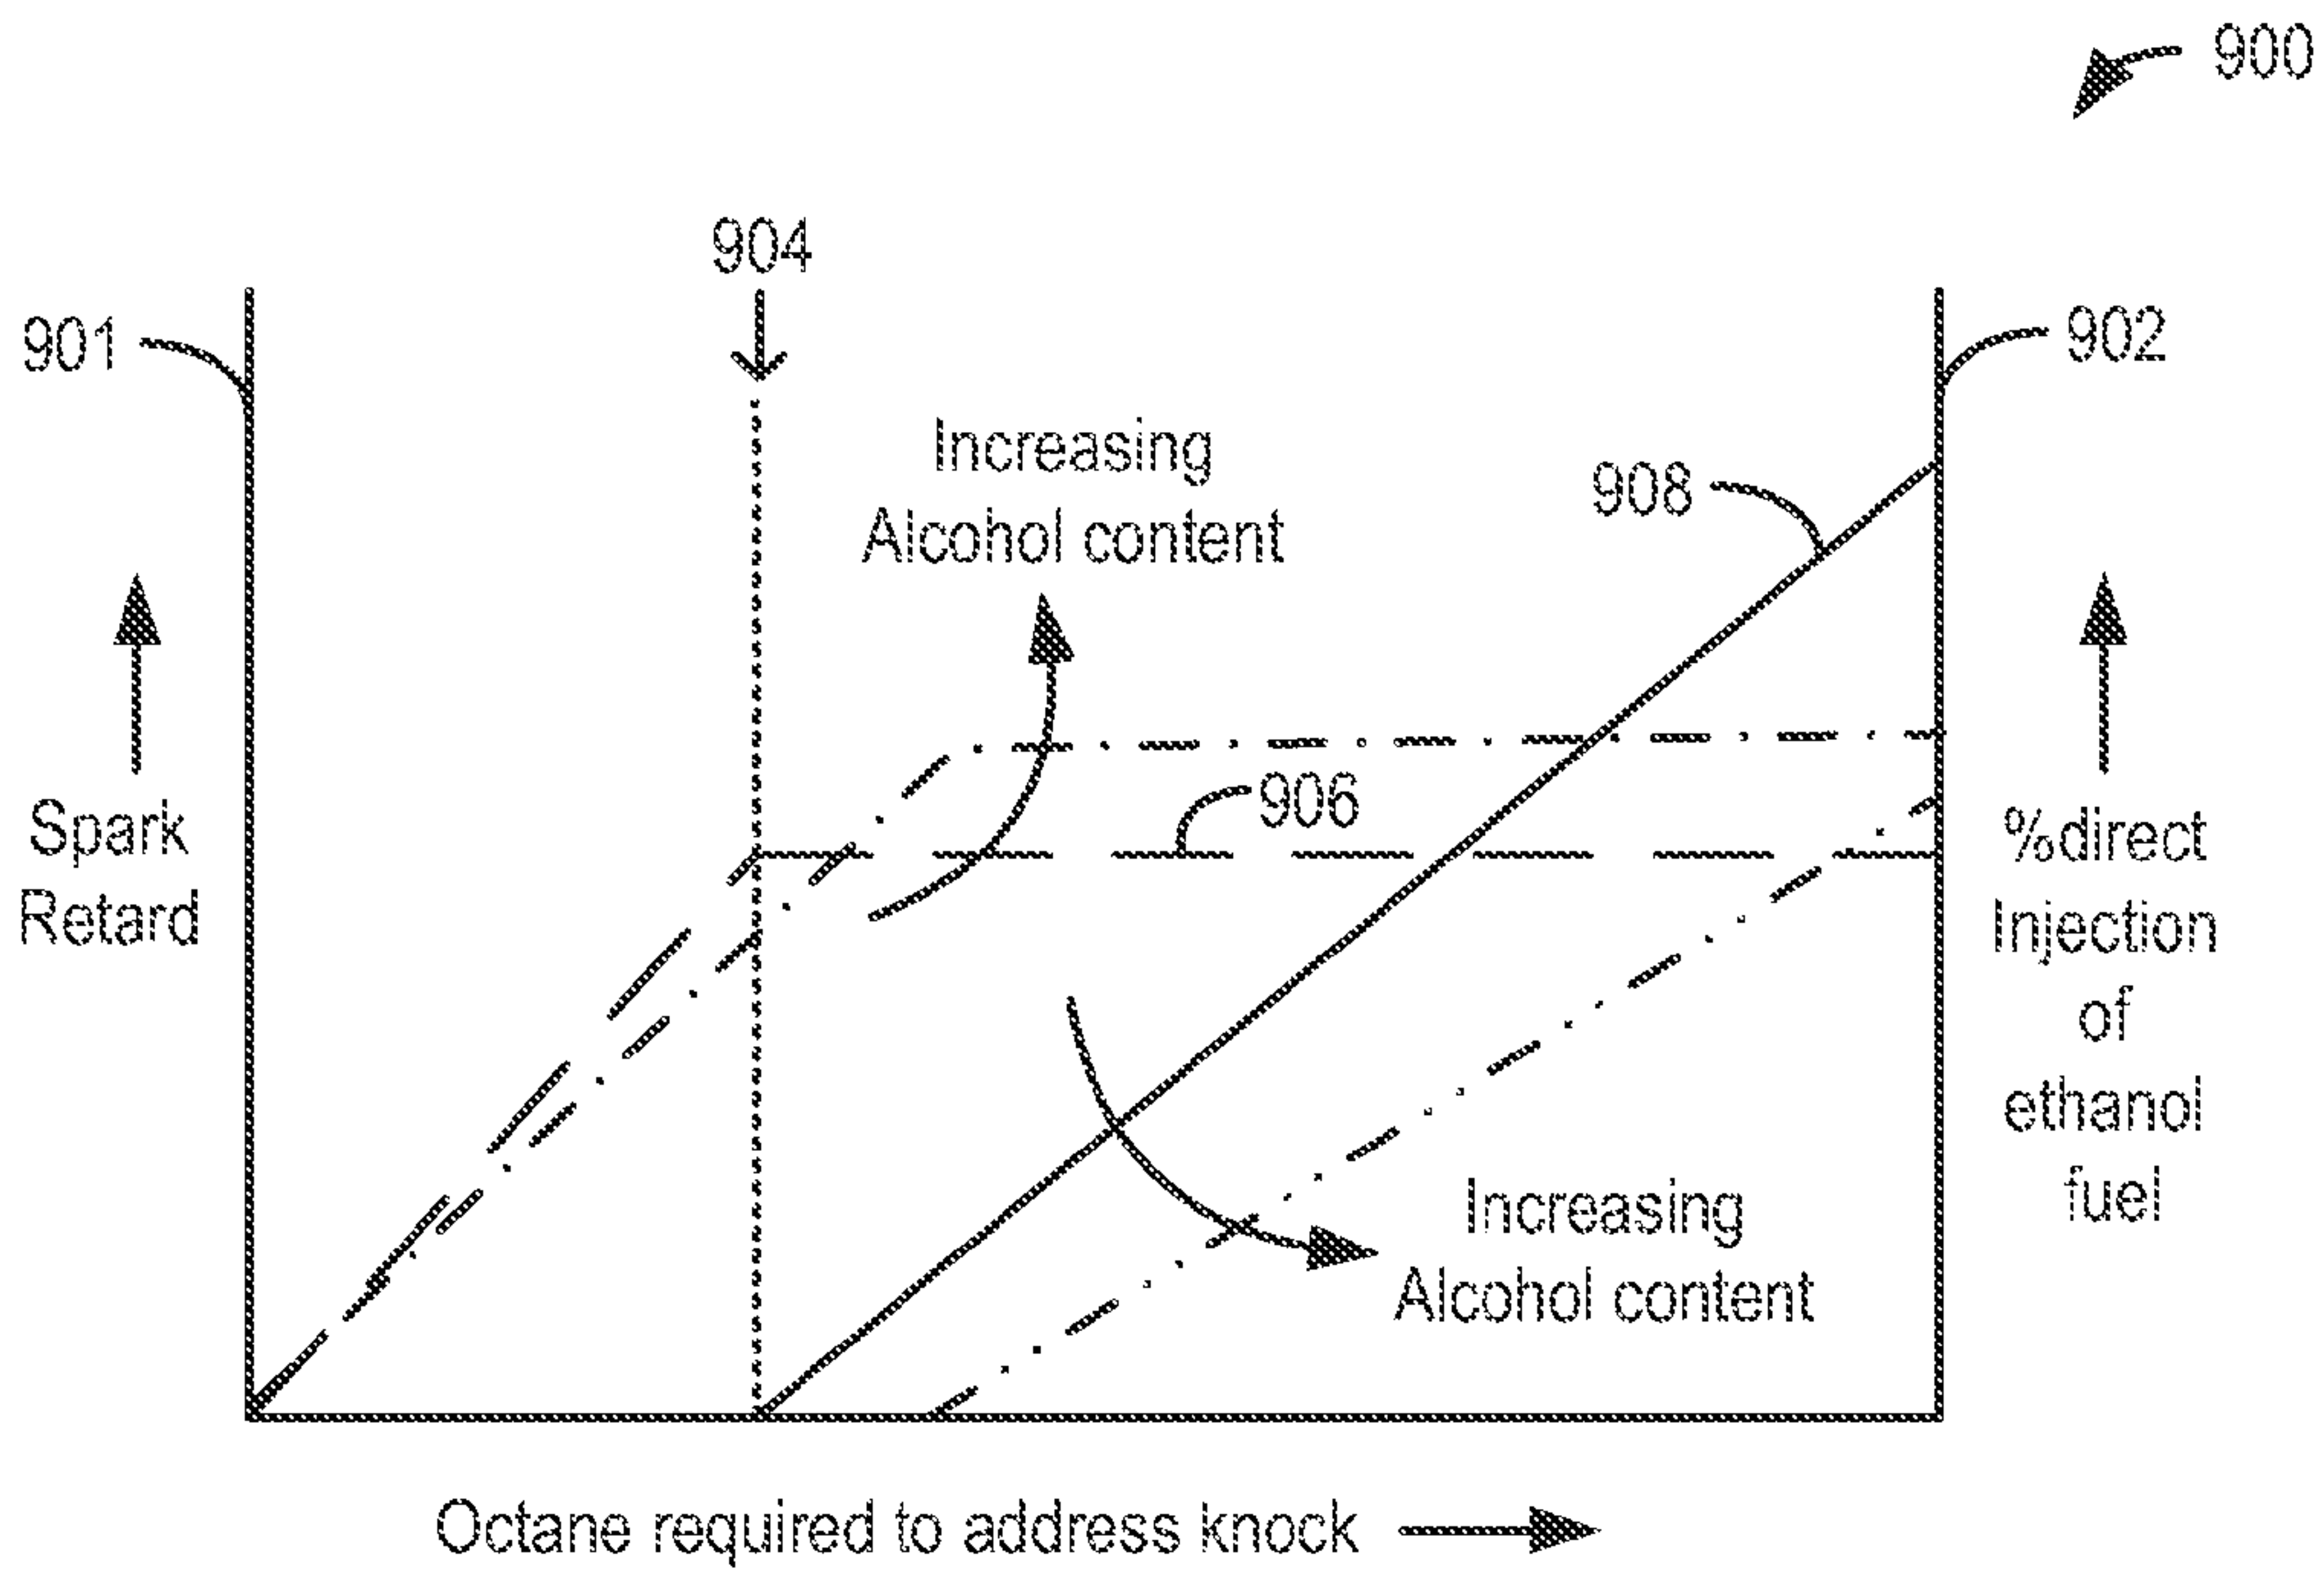 900
904
901
902
Increasing
Alcohol content
908
906
Spark
Retard
%direct
Injection
of
ethanol
fuel
Increasing
Alcohol content
Octane required to address knock